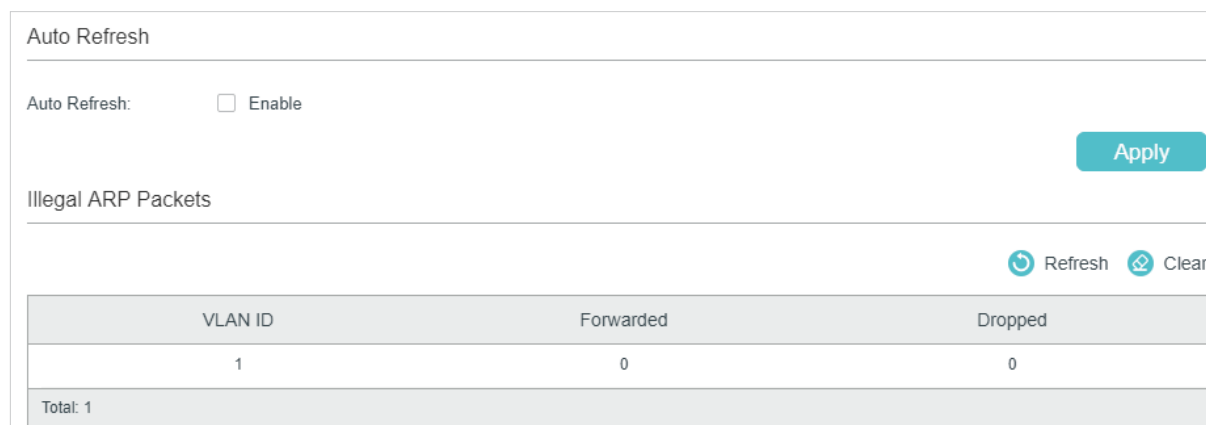 Auto Refresh
Auto Refresh: Enable
Apply
Illegal ARP Packets
Refresh Clear
VLAN ID Forwarded Dropped
1 0 0
Total: 1